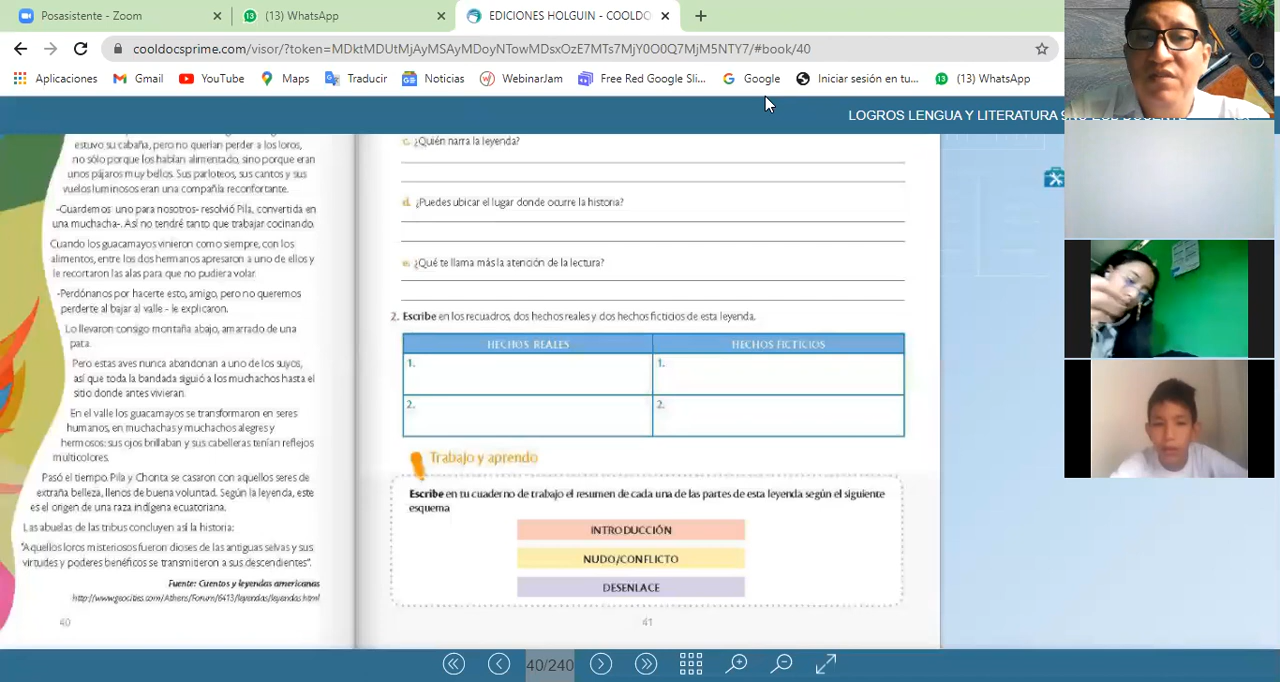 Posasistente - Zoom
(13) WhatsApp
EDICIONES HOLGUIN - COOLDO
cooldocsprime.com/visor/?token=MDktMDUtMjAyMSAyMDoyNTowMDsxOzE7MTs7MjY0O0Q7MjM5NTY7/#book/40
Aplicaciones
Gmail
YouTube
Maps
Traducir
Noticias
WebinarJam
Free Red Google Sli...
Google
Iniciar sesión en tu...
(13) WhatsApp
LOGROS LENGUA Y LITERATURA
estuvo su cabaña, pero no querían perder a los loros,
no sólo porque los habían alimentado, sino porque eran
unos pájaros muy bellos. Sus parloteos, sus cantos y sus
vuelos luminosos eran una compañía reconfortante.
-Guardemos uno para nosotros- resolvió Pila, convertida en
una muchacha-. Así no tendré tanto que trabajar cocinando.
Cuando los guacamayos vinieron como siempre, con los
alimentos, entre los dos hermanos apresaron a uno de ellos y
le recortaron las alas para que no pudiera volar.
-Perdónanos por hacerte esto, amigo, pero no queremos
perderte al bajar al valle - le explicaron.
Lo llevaron consigo montaña abajo, amarrado de una
pata.
Pero estas aves nunca abandonan a uno de los suyos,
así que toda la bandada siguió a los muchachos hasta el
sitio donde antes vivieran.
En el valle los guacamayos se transformaron en seres
humanos, en muchachas y muchachos alegres y
hermosos: sus ojos brillaban y sus cabelleras tenían reflejos
multicolores.
Pasó el tiempo. Pila y Chonta se casaron con aquellos seres de
extraña belleza, llenos de buena voluntad. Según la leyenda, este
es el origen de una raza indígena ecuatoriana.
Las abuelas de las tribus concluyen así la historia:
"Aquellos loros misteriosos fueron dioses de las antiguas selvas y sus
virtudes y poderes benéficos se transmitieron a sus descendientes".
Fuente: Cuentos y leyendas americanas
http://www.geocities.com/Athens/Forum/6413/leyendas/leyendas.html
40
c. ¿Quién narra la leyenda?
d. ¿Puedes ubicar el lugar donde ocurre la historia?
e. ¿Qué te llama más la atención de la lectura?
2. Escribe en los recuadros, dos hechos reales y dos hechos ficticios de esta leyenda.
HECHOS REALES
HECHOS FICTICIOS
1.
1.
2.
2.
Trabajo y aprendo
Escribe en tu cuaderno de trabajo el resumen de cada una de las partes de esta leyenda según el siguiente
esquema
INTRODUCCIÓN
NUDO/CONFLICTO
DESENLACE
41
40/240